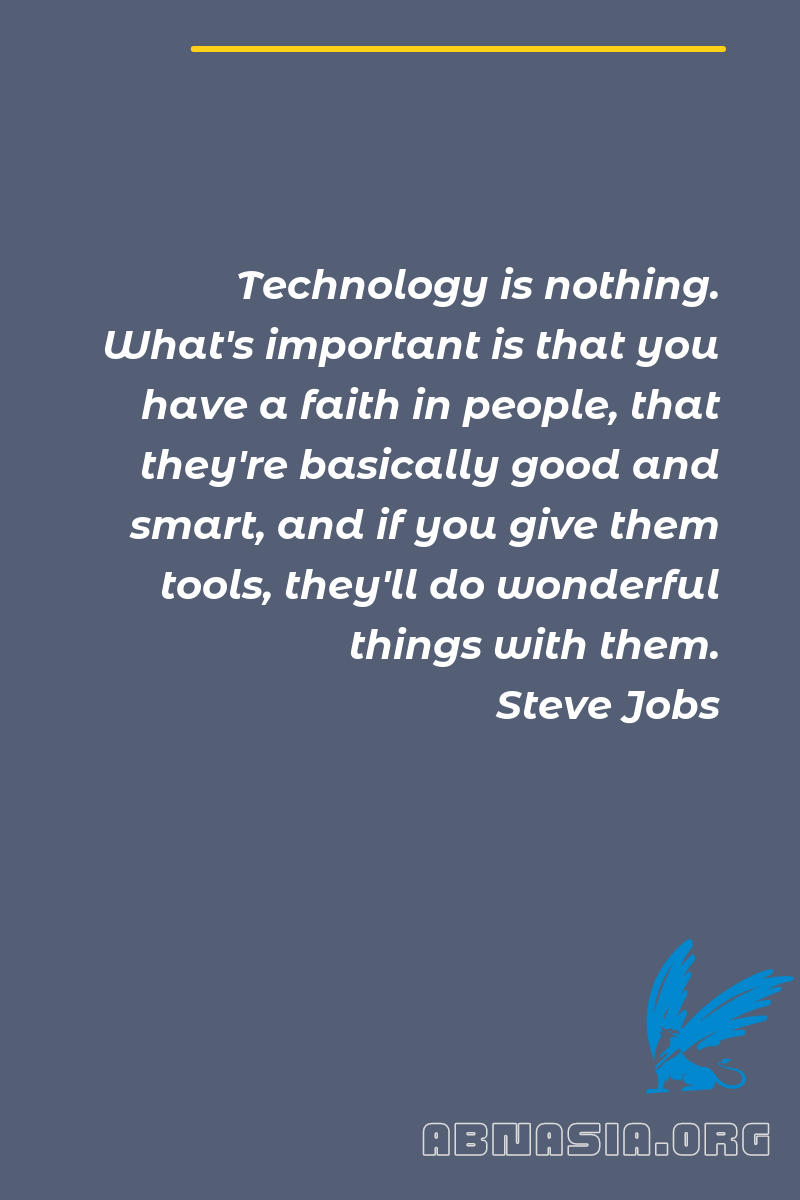 Technology is nothing.
What's important is that you
have a faith in people, that
they're basically good and
smart, and if you give them
tools, they'll do wonderful
things with them.
Steve Jobs
ABNASIA.ORG